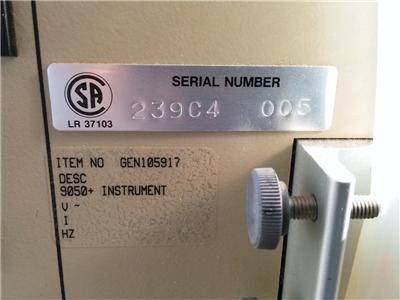 SA
SERIAL NUMBER
LR 37103
239C4 005
ITEM NO GEN105917
DESC
9050+ INSTRUMENT
V ~
I
HZ